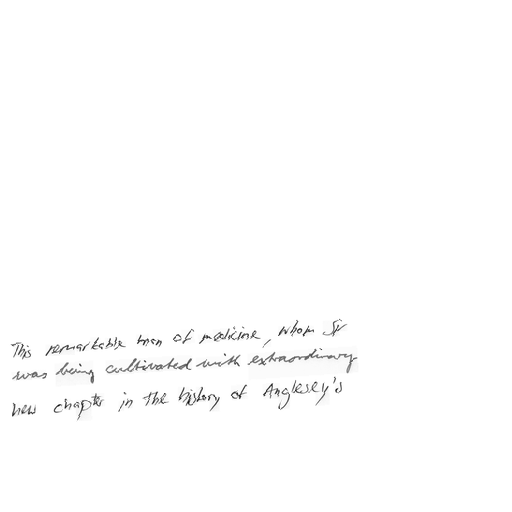 This remarkable man of medicine, whom Sir
was being cultivated with extraordinary
new chapter in the history of Anglesey's